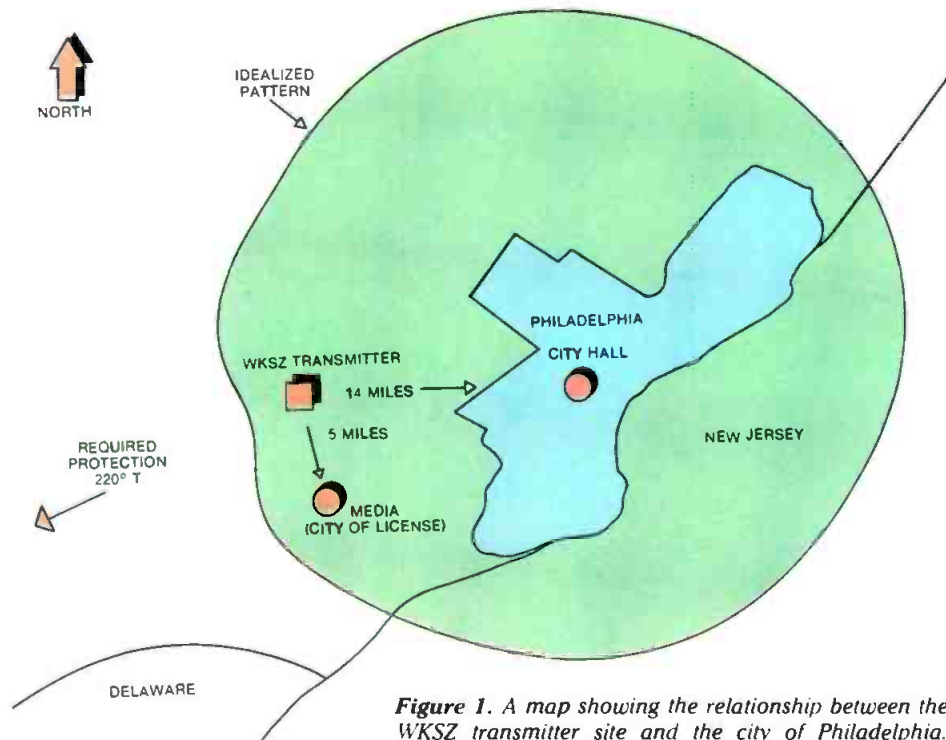 NORTH
IDEALIZED
PATTERN
PHILADELPHIA
CITY HALL
WKSZ TRANSMITTER
14 MILES
5 MILES
REQUIRED
PROTECTION
220° T
MEDIA
(CITY OF LICENSE)
NEW JERSEY
DELAWARE
Figure 1. A map showing the relationship between the
WKSZ transmitter site and the city of Philadelphia.